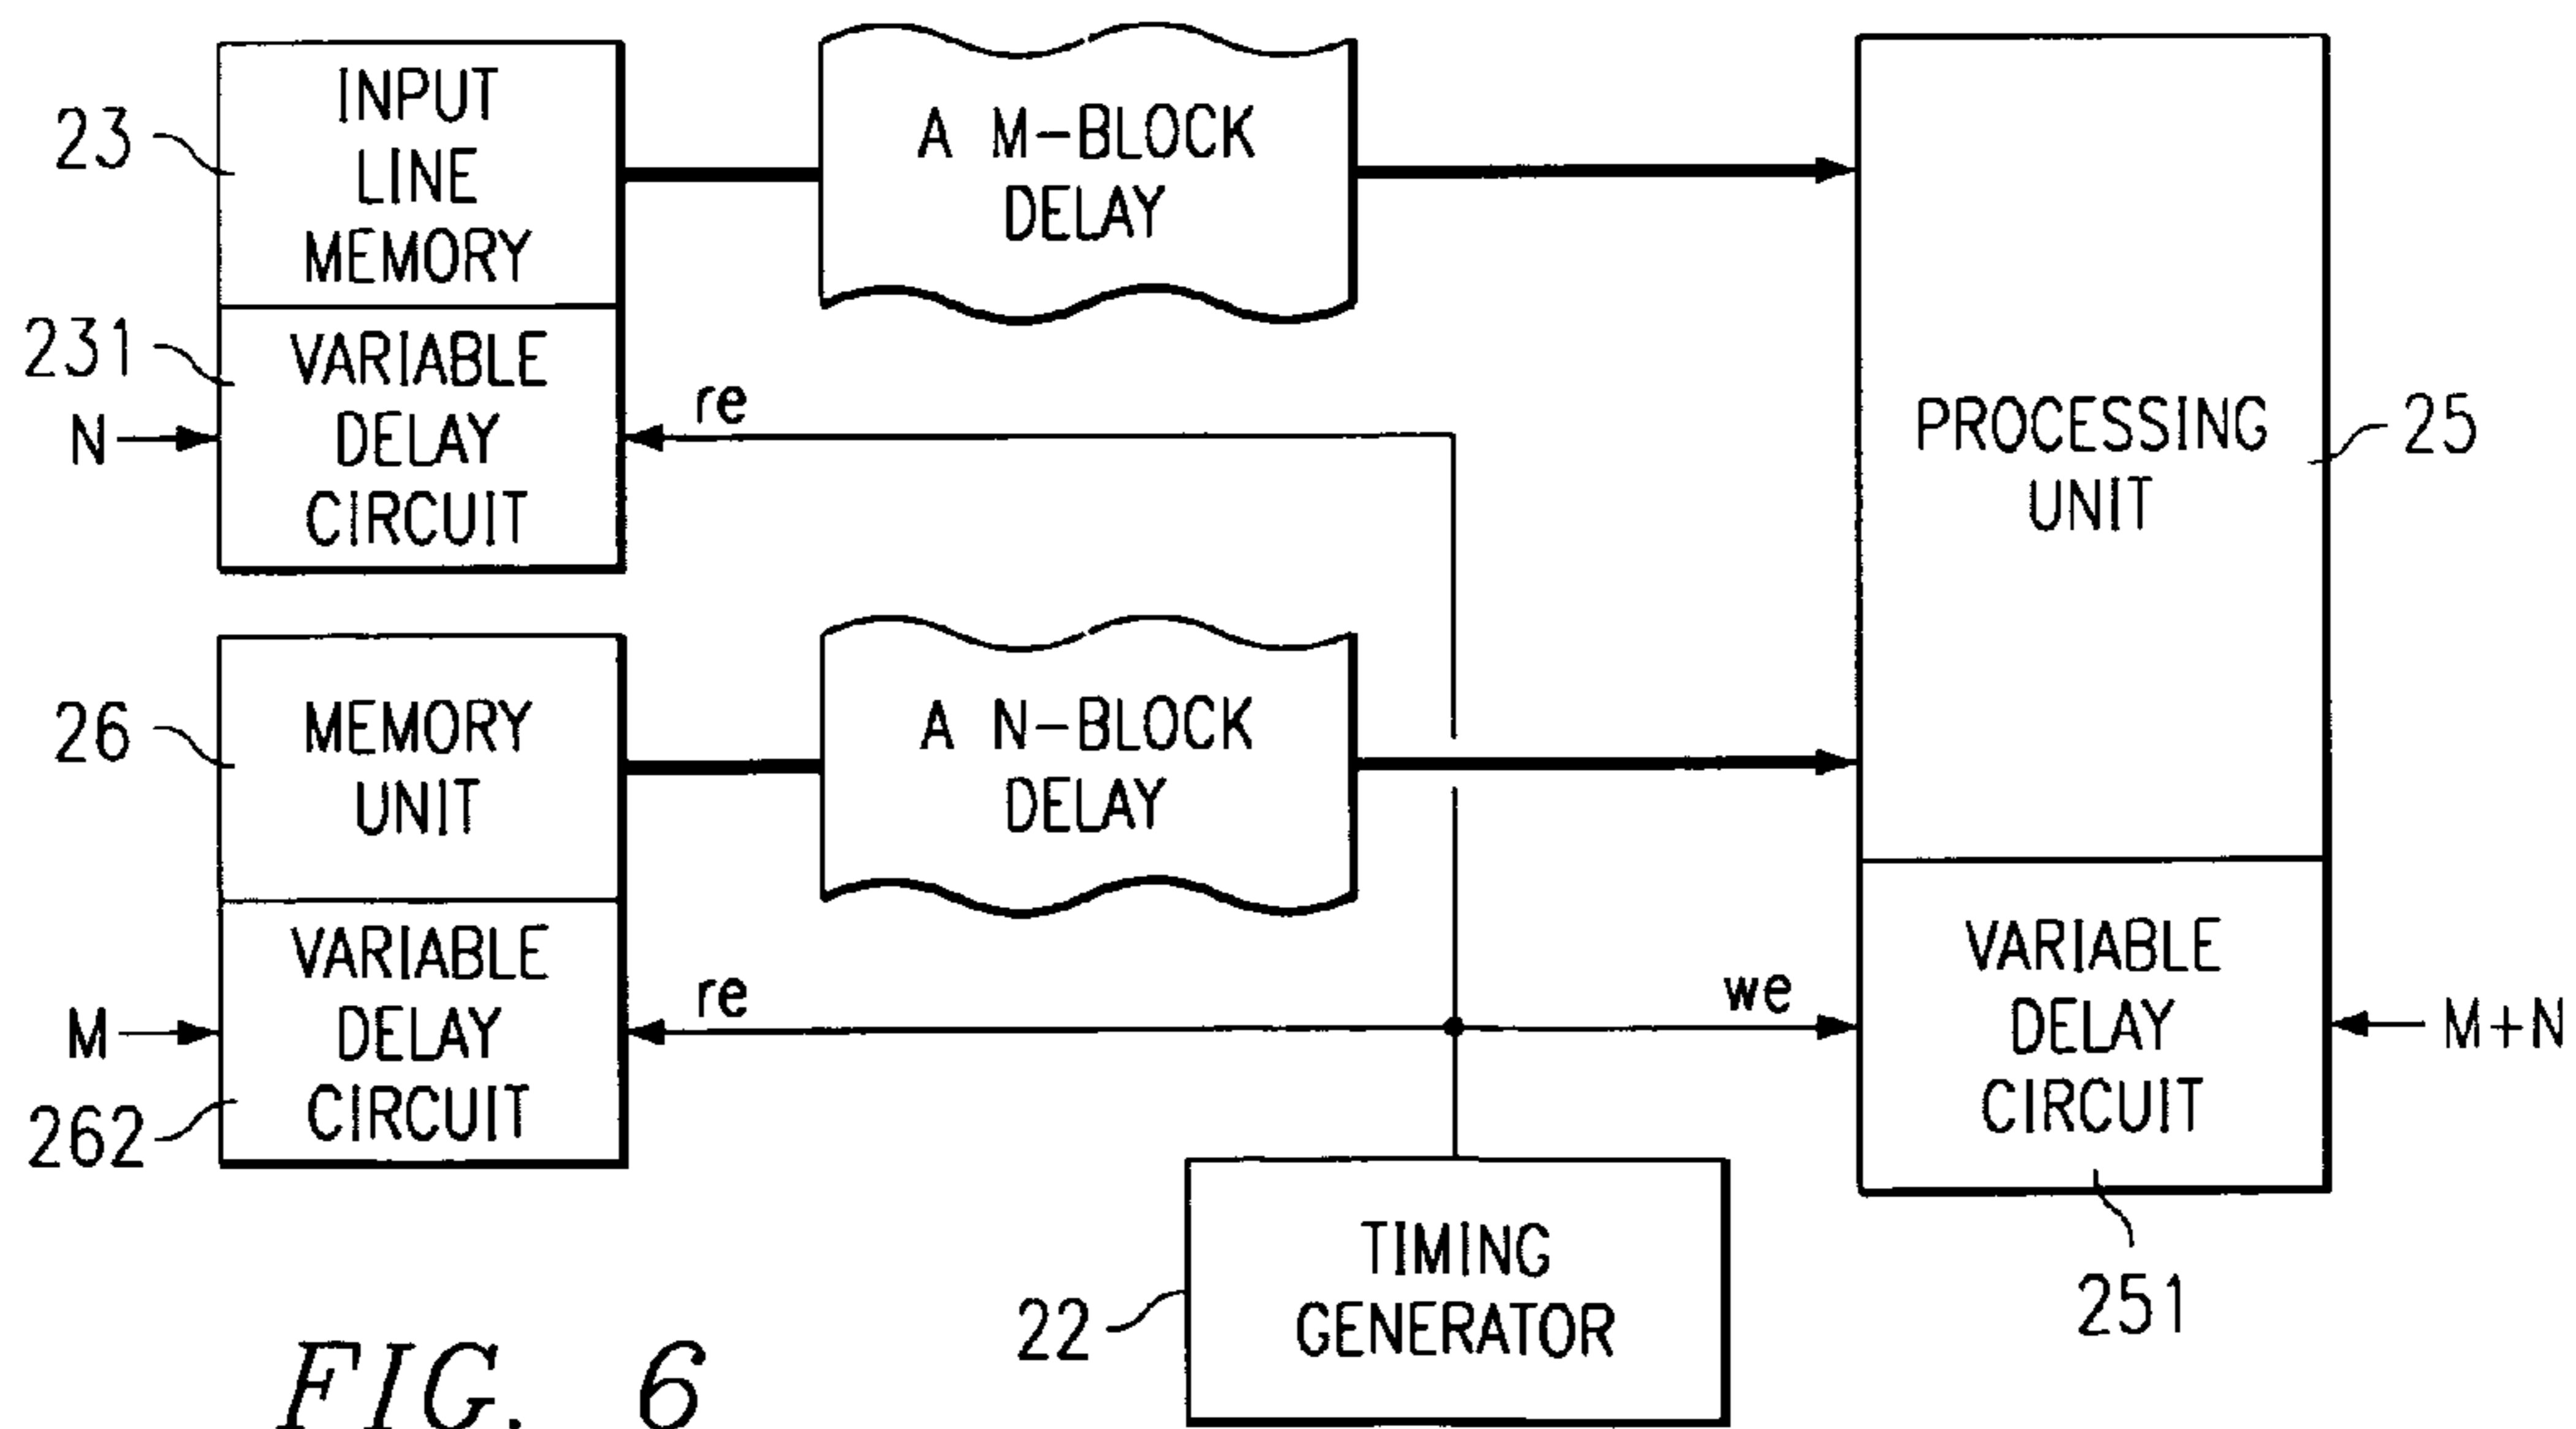 23
INPUT
LINE
MEMORY
A M-BLOCK
DELAY
231
N
VARIABLE
DELAY
CIRCUIT
re
PROCESSING
UNIT
25
26
MEMORY
UNIT
A N-BLOCK
DELAY
M
262
VARIABLE
DELAY
CIRCUIT
re
we
VARIABLE
DELAY
CIRCUIT
M+N
251
22
TIMING
GENERATOR
FIG. 6